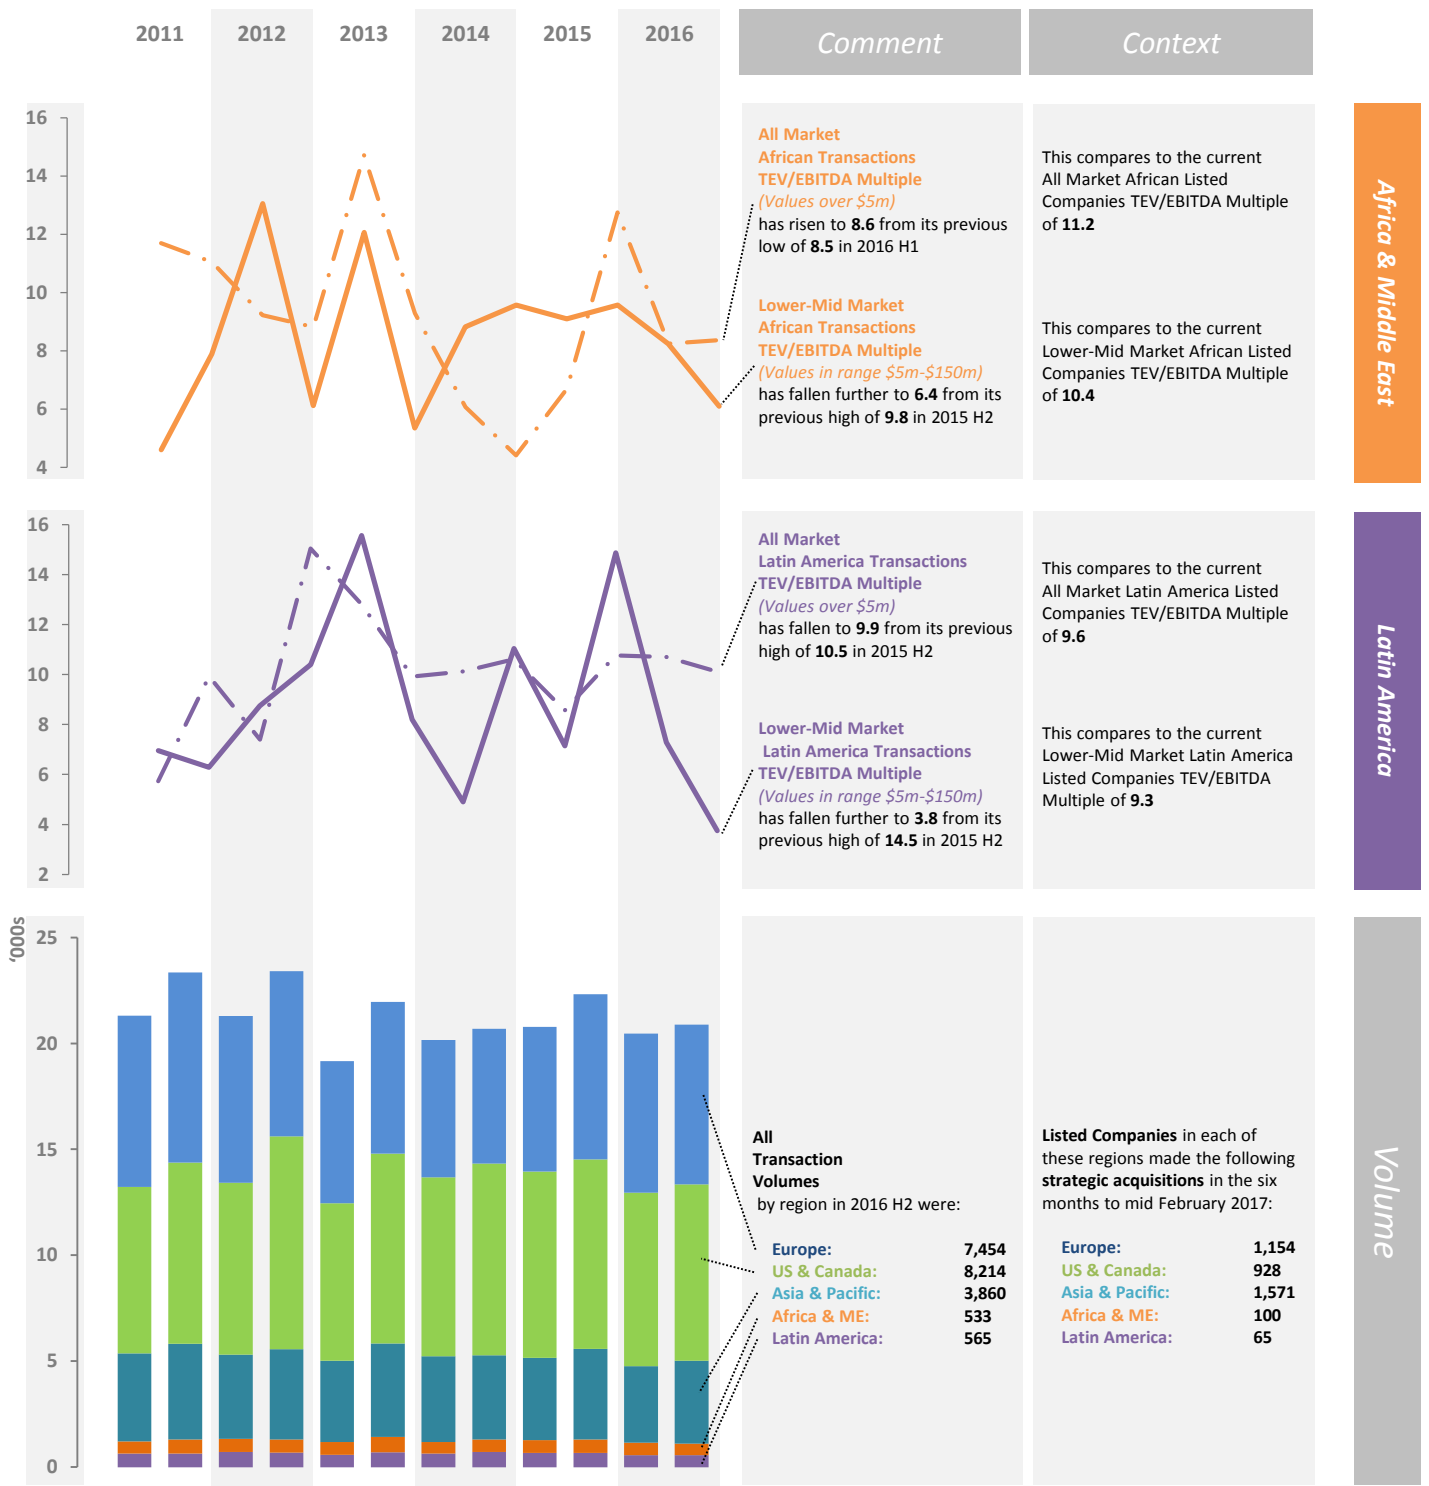 2011 2012 2013 2014 2015 2016 Comment Context
16
14
12
10
8
6
4
All Market
African Transactions
TEV/EBITDA Multiple
(Values over $5m)
has risen to 8.6 from its previous
low of 8.5 in 2016 H1
Lower-Mid Market
African Transactions
TEV/EBITDA Multiple
(Values in range $5m-$150m)
has fallen further to 6.4 from its
previous high of 9.8 in 2015 H2
This compares to the current
All Market African Listed
Companies TEV/EBITDA Multiple
of 11.2
This compares to the current
Lower-Mid Market African Listed
Companies TEV/EBITDA Multiple
of 10.4
Africa & Middle East
16
14
12
10
8
6
4
2
All Market
Latin America Transactions
TEV/EBITDA Multiple
(Values over $5m)
has fallen to 9.9 from its previous
high of 10.5 in 2015 H2
Lower-Mid Market
Latin America Transactions
TEV/EBITDA Multiple
(Values in range $5m-$150m)
has fallen further to 3.8 from its
previous high of 14.5 in 2015 H2
This compares to the current
All Market Latin America Listed
Companies TEV/EBITDA Multiple
of 9.6
This compares to the current
Lower-Mid Market Latin America
Listed Companies TEV/EBITDA
Multiple of 9.3
Latin America
'000s
25
20
15
10
5
0
All
Transaction
Volumes
by region in 2016 H2 were:
Europe: 7,454
US & Canada: 8,214
Asia & Pacific: 3,860
Africa & ME: 533
Latin America: 565
Listed Companies in each of
these regions made the following
strategic acquisitions in the six
months to mid February 2017:
Europe: 1,154
US & Canada: 928
Asia & Pacific: 1,571
Africa & ME: 100
Latin America: 65
Volume